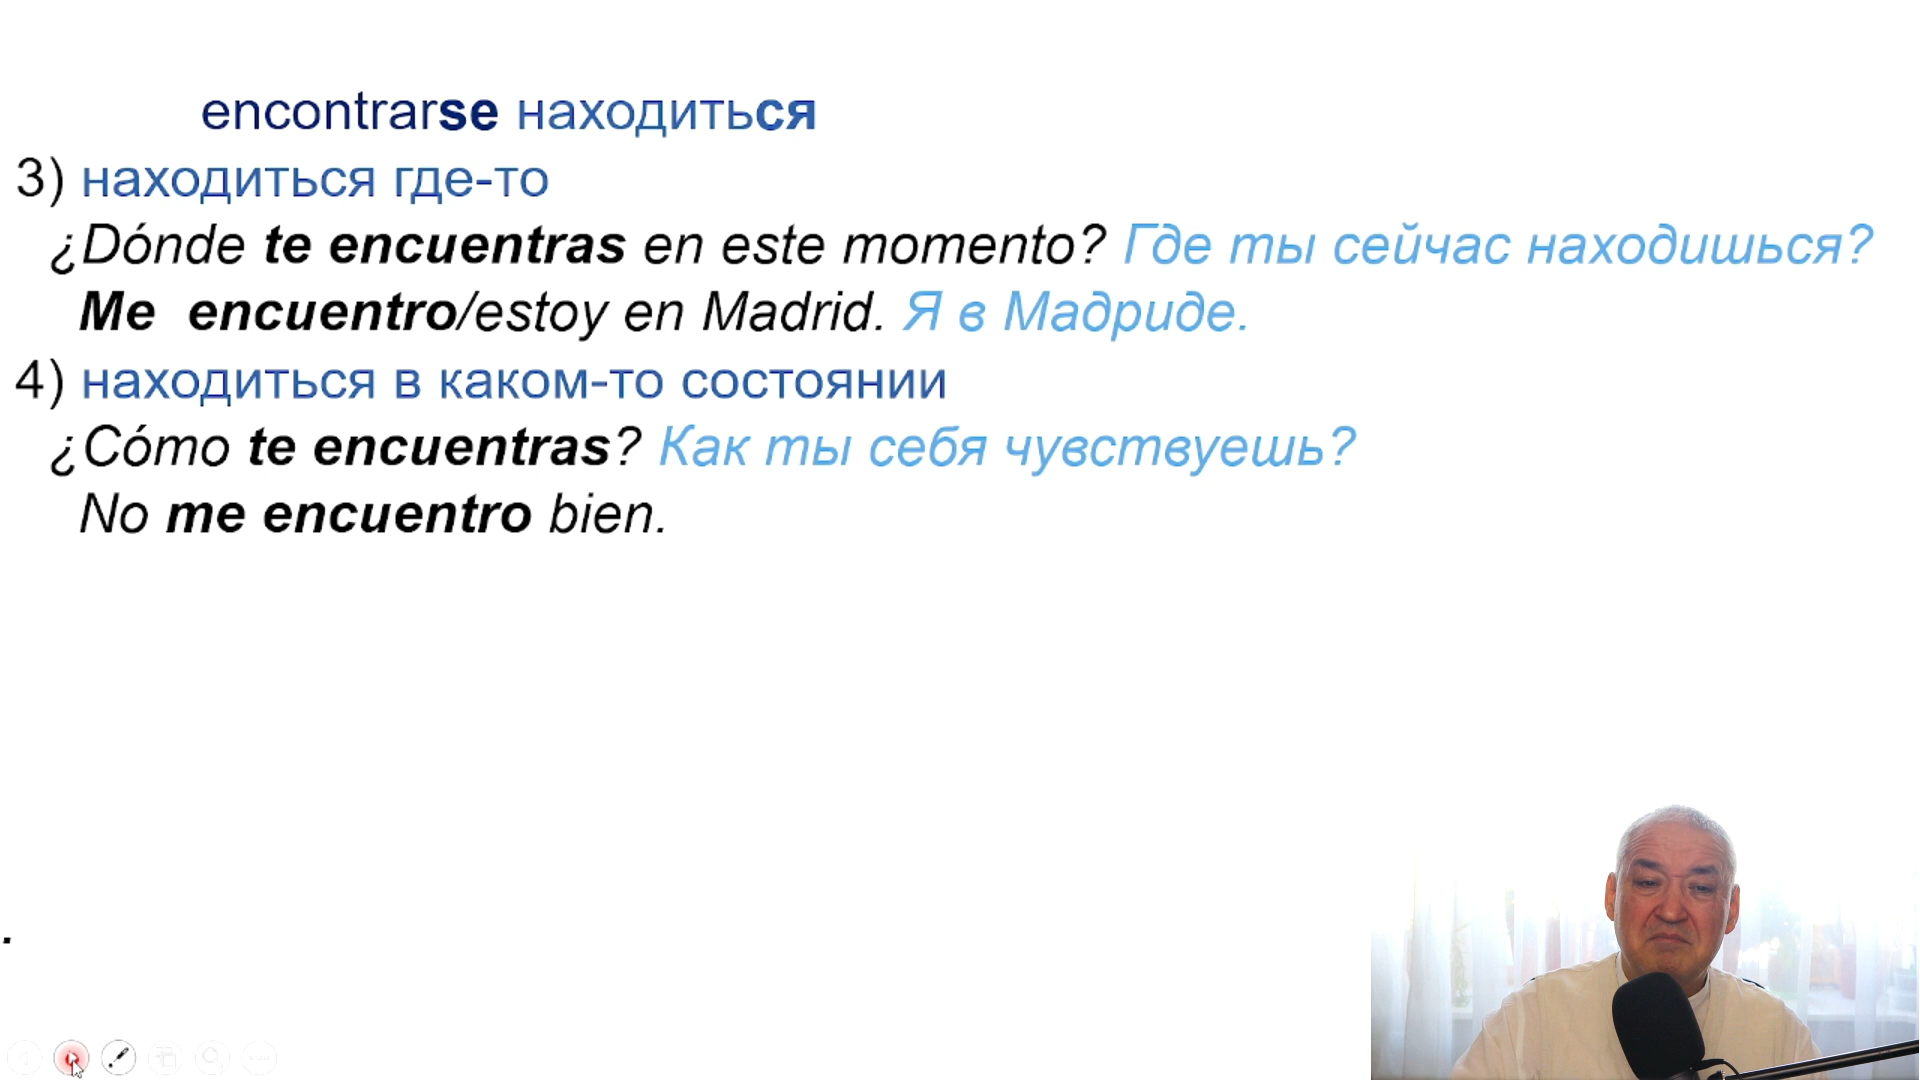 encontrarse находиться
3) находиться где-то
¿Dónde te encuentras en este momento? Где ты сейчас находишься?
Me encuentro/estoy en Madrid. Я в Мадриде.
4) находиться в каком-то состоянии
¿Cómo te encuentras? Как ты себя чувствуешь?
No me encuentro bien.
.